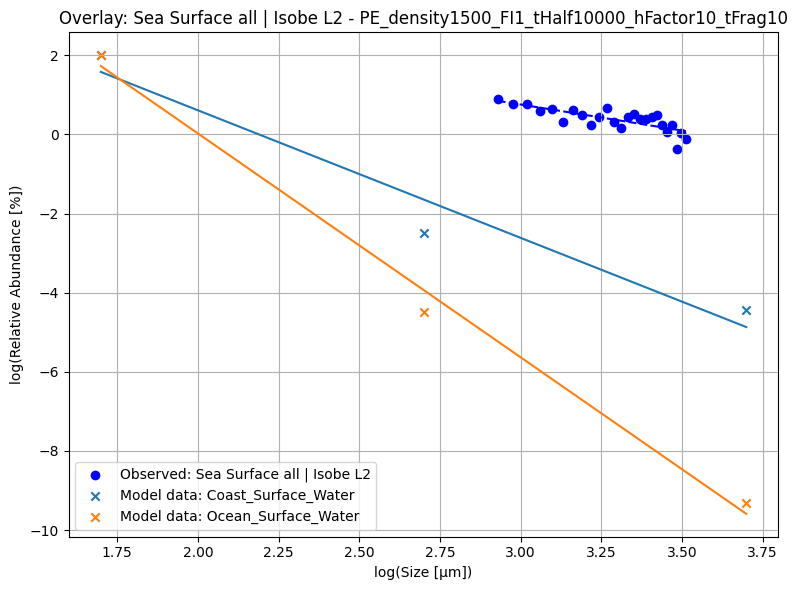 Overlay: Sea Surface all | Isobe L2 - PE_density1500_FI1_tHalf10000_hFactor10_tFrag10
log(Relative Abundance [%])
2
0
−2
−4
−6
−8
−10
Observed: Sea Surface all | Isobe L2
Model data: Coast_Surface_Water
Model data: Ocean_Surface_Water
1.75 2.00 2.25 2.50 2.75 3.00 3.25 3.50 3.75
log(Size [µm])